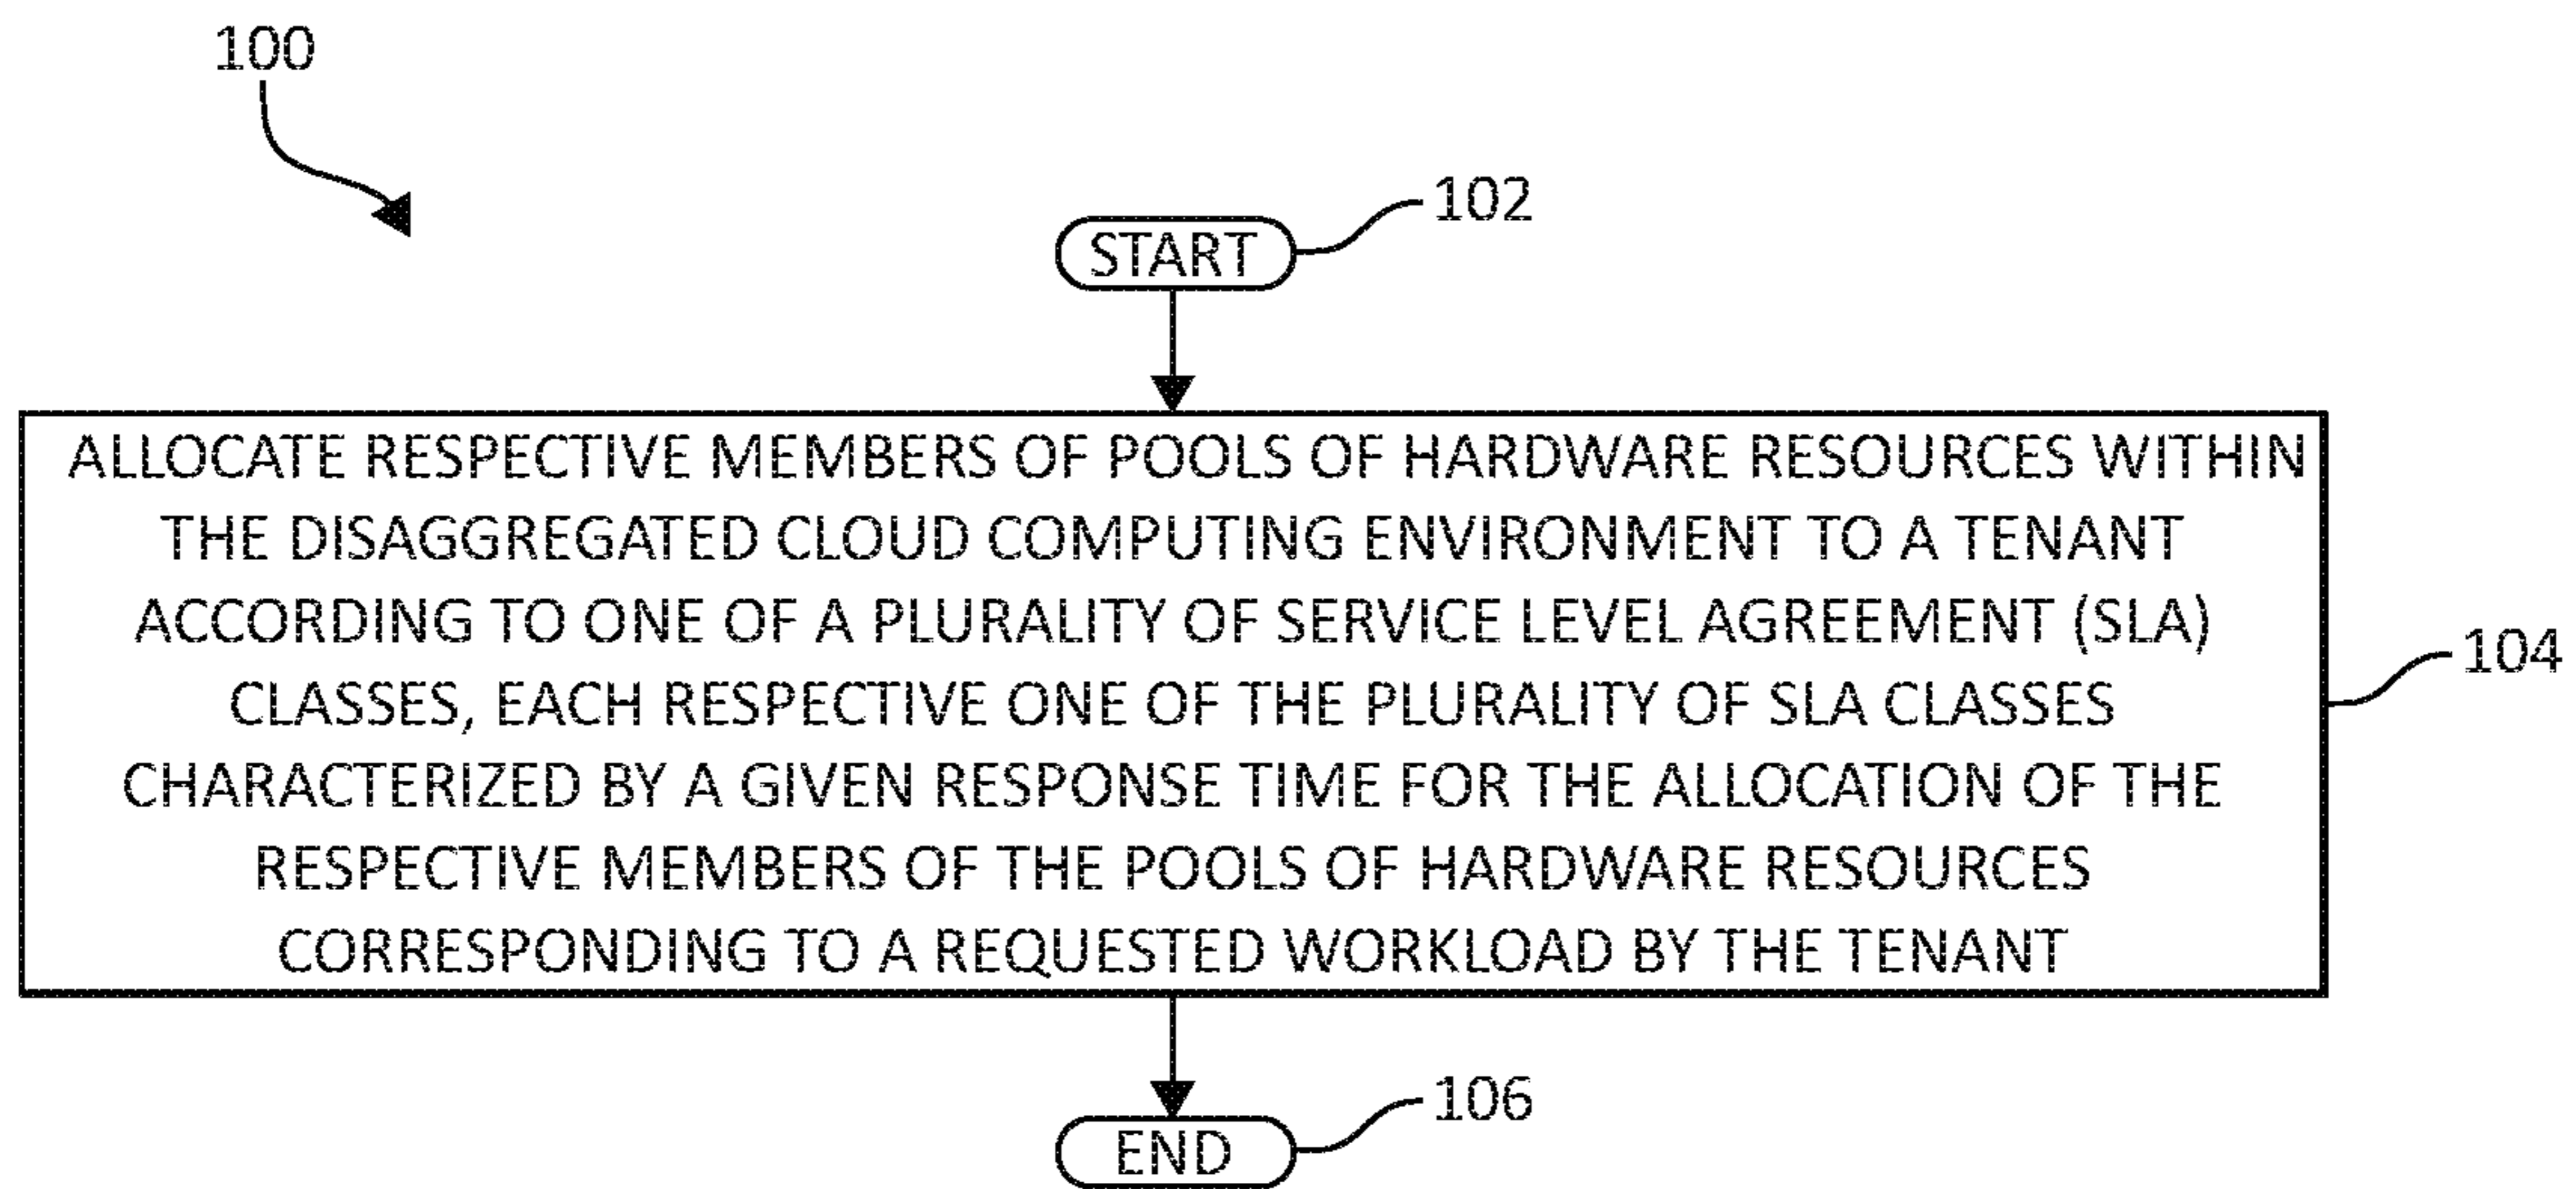 100
102
START
ALLOCATE RESPECTIVE MEMBERS OF POOLS OF HARDWARE RESOURCES WITHIN
THE DISAGGREGATED CLOUD COMPUTING ENVIRONMENT TO A TENANT
ACCORDING TO ONE OF A PLURALITY OF SERVICE LEVEL AGREEMENT (SLA)
CLASSES, EACH RESPECTIVE ONE OF THE PLURALITY OF SLA CLASSES
CHARACTERIZED BY A GIVEN RESPONSE TIME FOR THE ALLOCATION OF THE
RESPECTIVE MEMBERS OF THE POOLS OF HARDWARE RESOURCES
CORRESPONDING TO A REQUESTED WORKLOAD BY THE TENANT
104
106
END